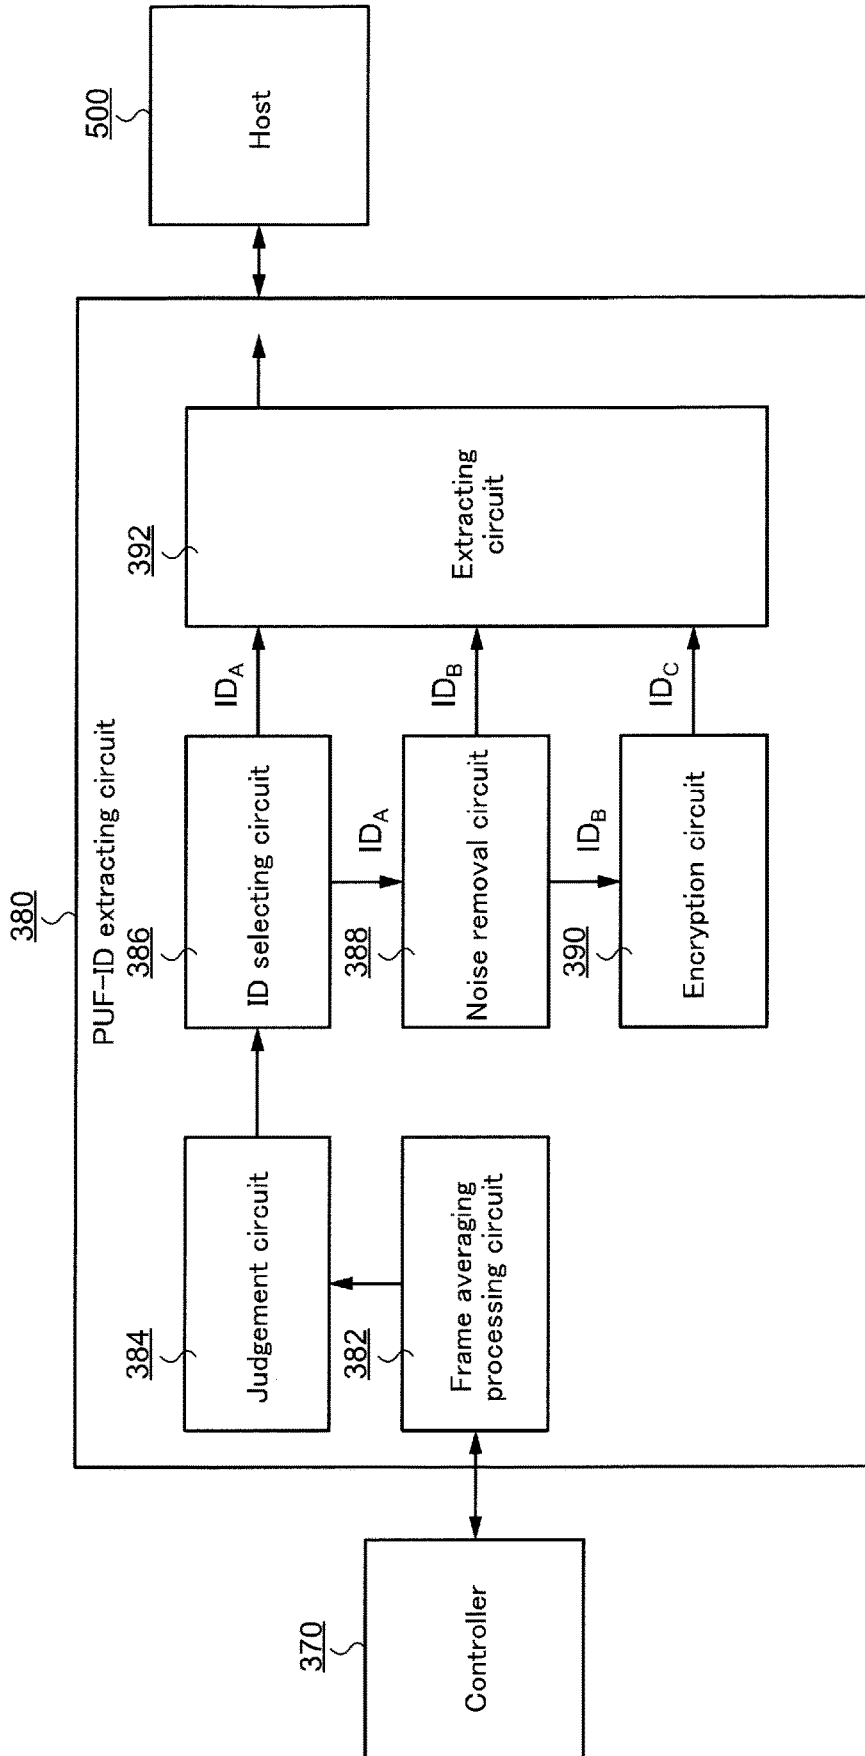 380
PUF-ID extracting circuit
370
Controller
384
Judgement circuit
382
Frame averaging
processing circuit
386
ID selecting circuit
ID_A
ID_A
388
Noise removal circuit
ID_B
ID_B
390
Encryption circuit
ID_C
392
Extracting
circuit
500
Host